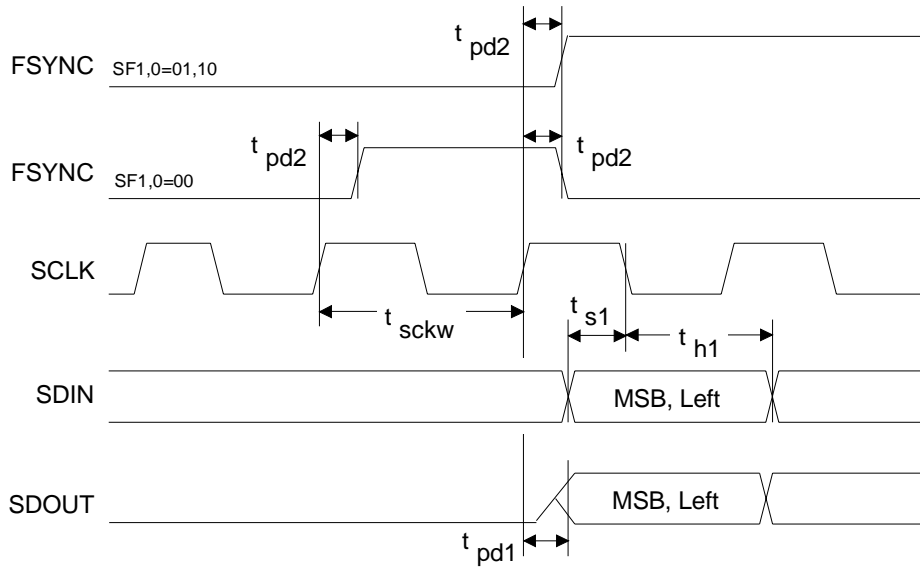 t pd2
FSYNC SF1,0=01,10
t pd2 t pd2
FSYNC SF1,0=00
SCLK
t sckw t s1 t h1
SDIN MSB, Left
SDOUT MSB, Left
t pd1